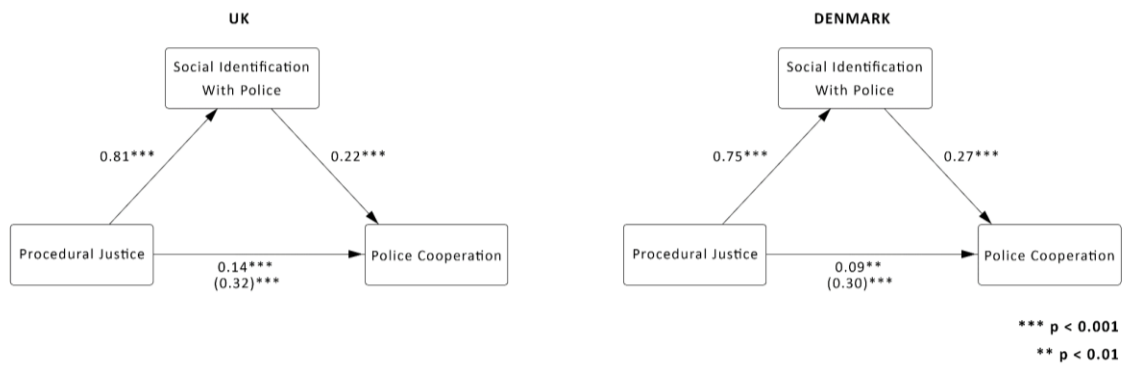 UK
Social Identification
With Police
0.81***
0.22***
Procedural Justice
0.14***
(0.32)***
Police Cooperation
DENMARK
Social Identification
With Police
0.75***
0.27***
Procedural Justice
0.09**
(0.30)***
Police Cooperation
*** p < 0.001
** p < 0.01